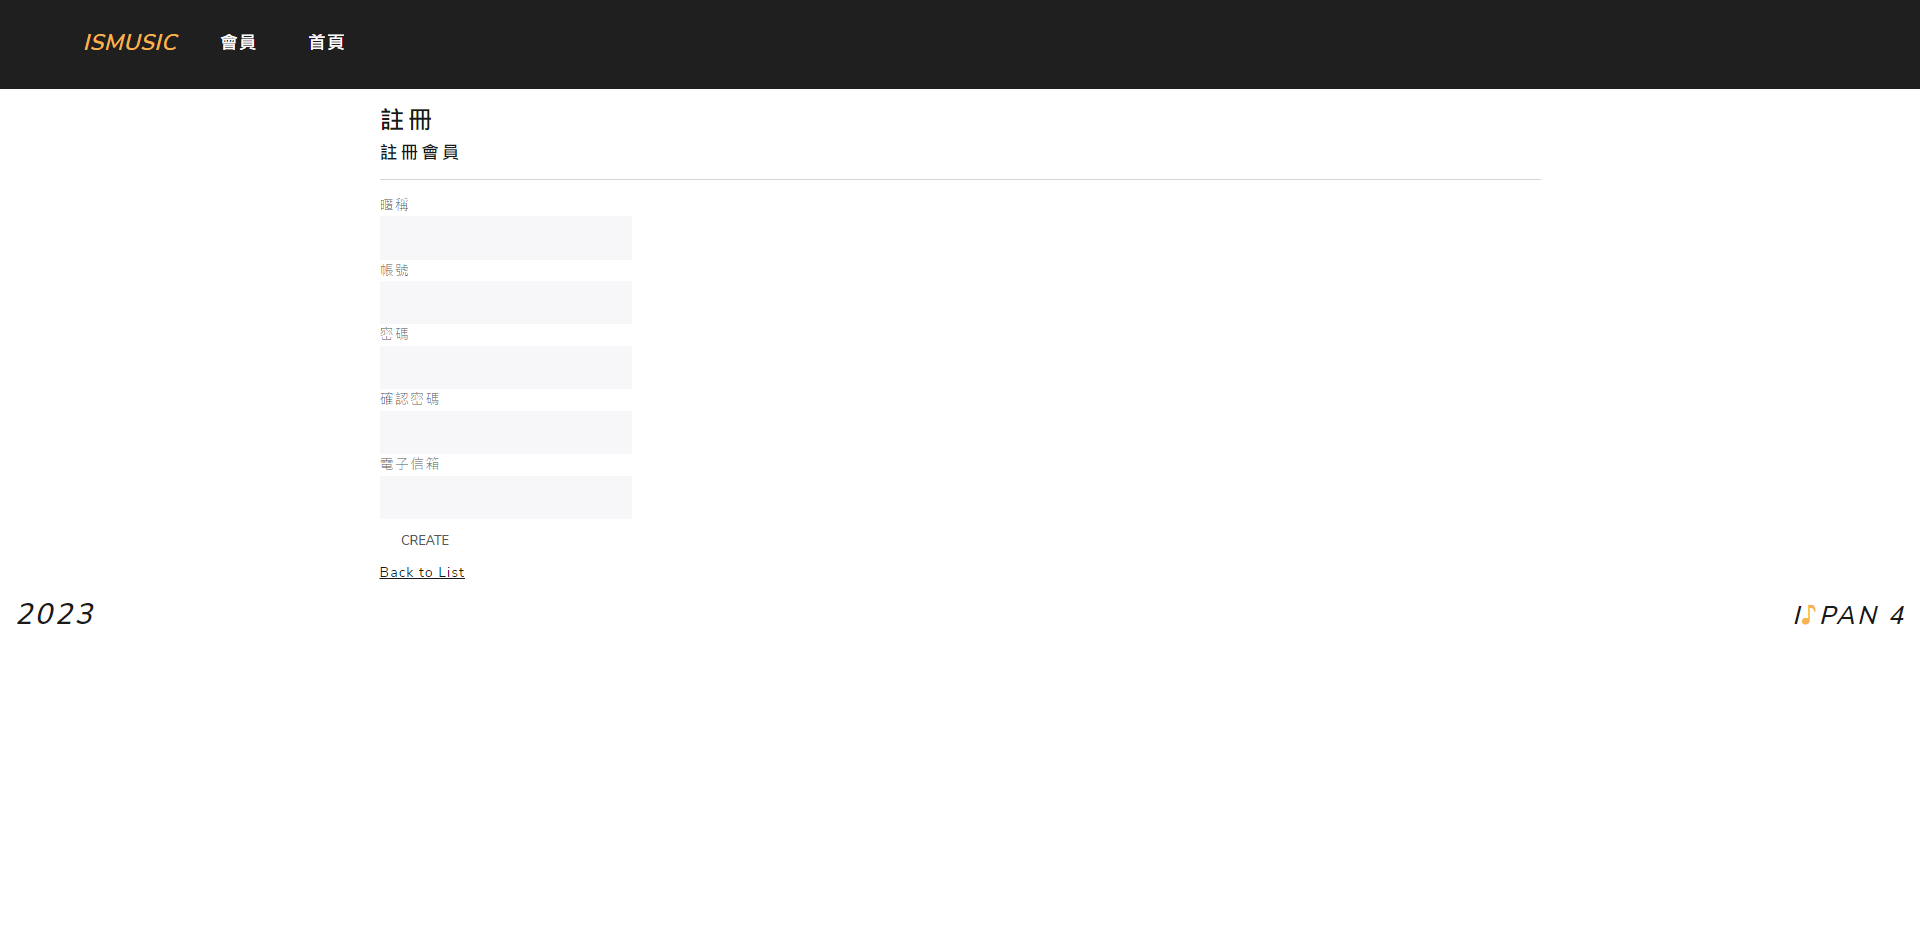 ISMUSIC 會員 首頁
註冊
註冊會員
暱稱
帳號
密碼
確認密碼
電子信箱
CREATE
Back to List
2023
I♪PAN 4